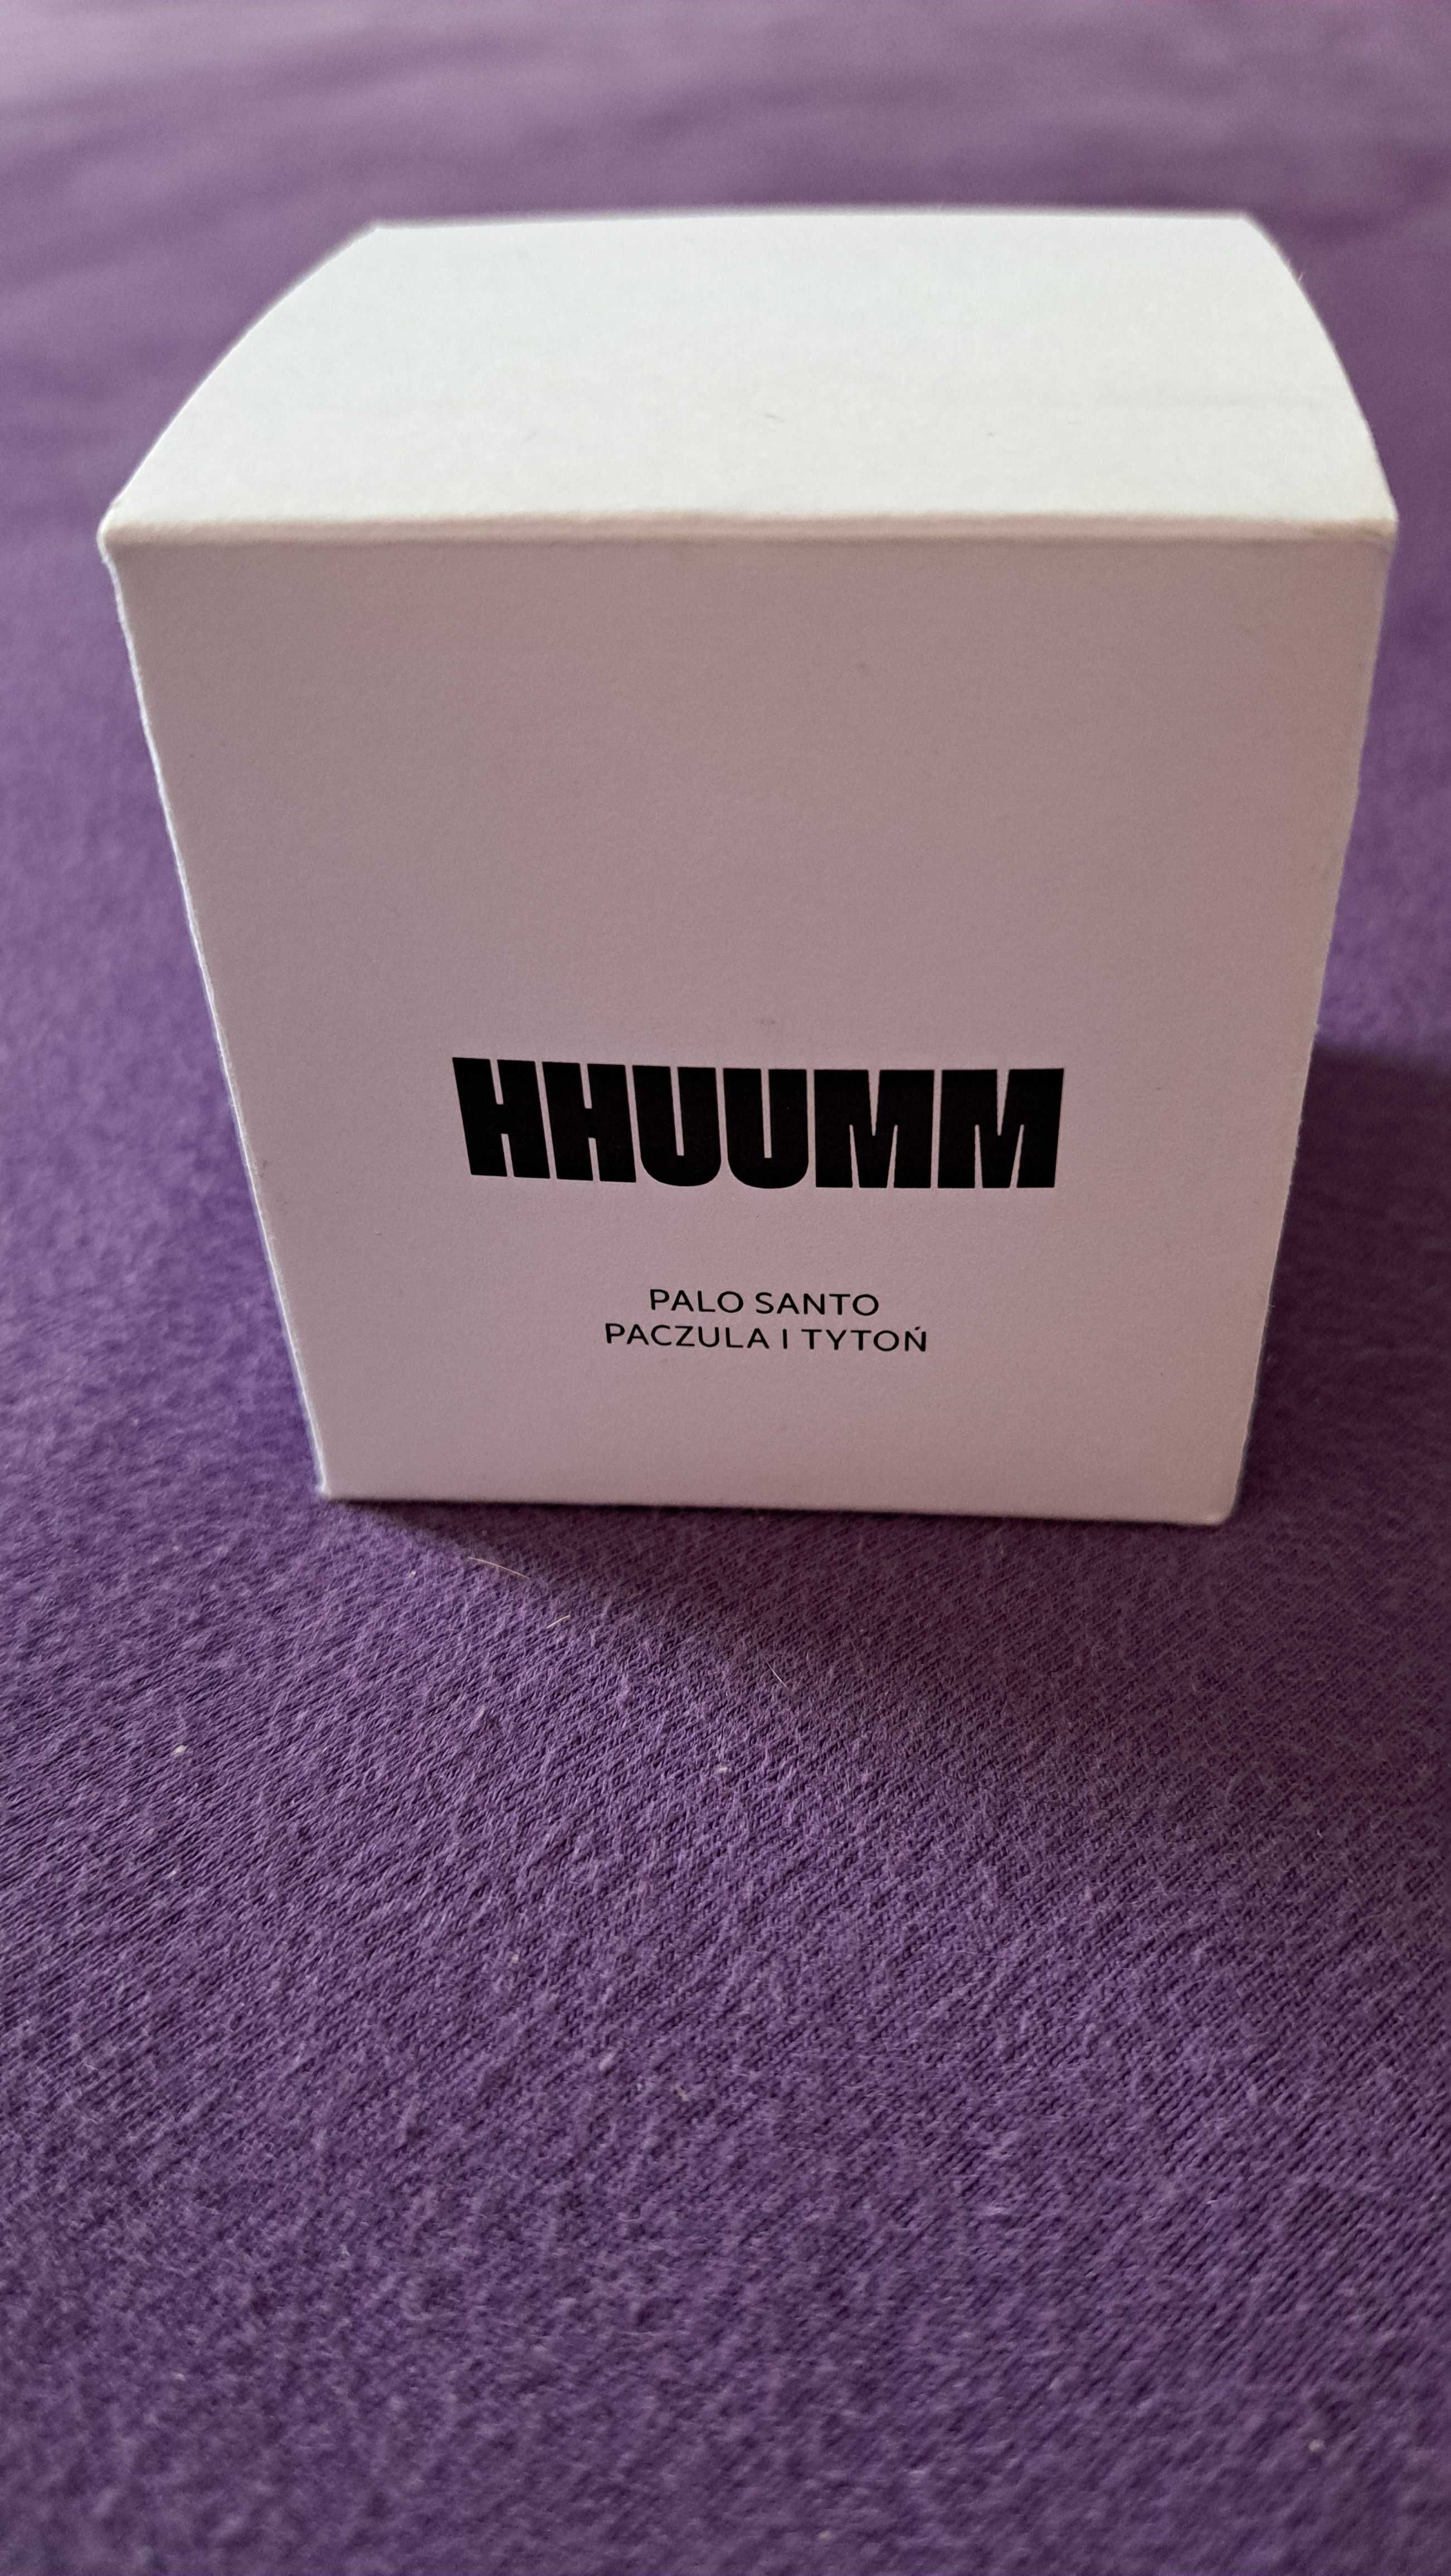 HHUUMM
PALO SANTO
PACZULA I TYTOŃ